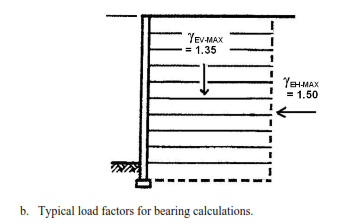 γEV-MAX
= 1.35
γEH-MAX
= 1.50
b. Typical load factors for bearing calculations.